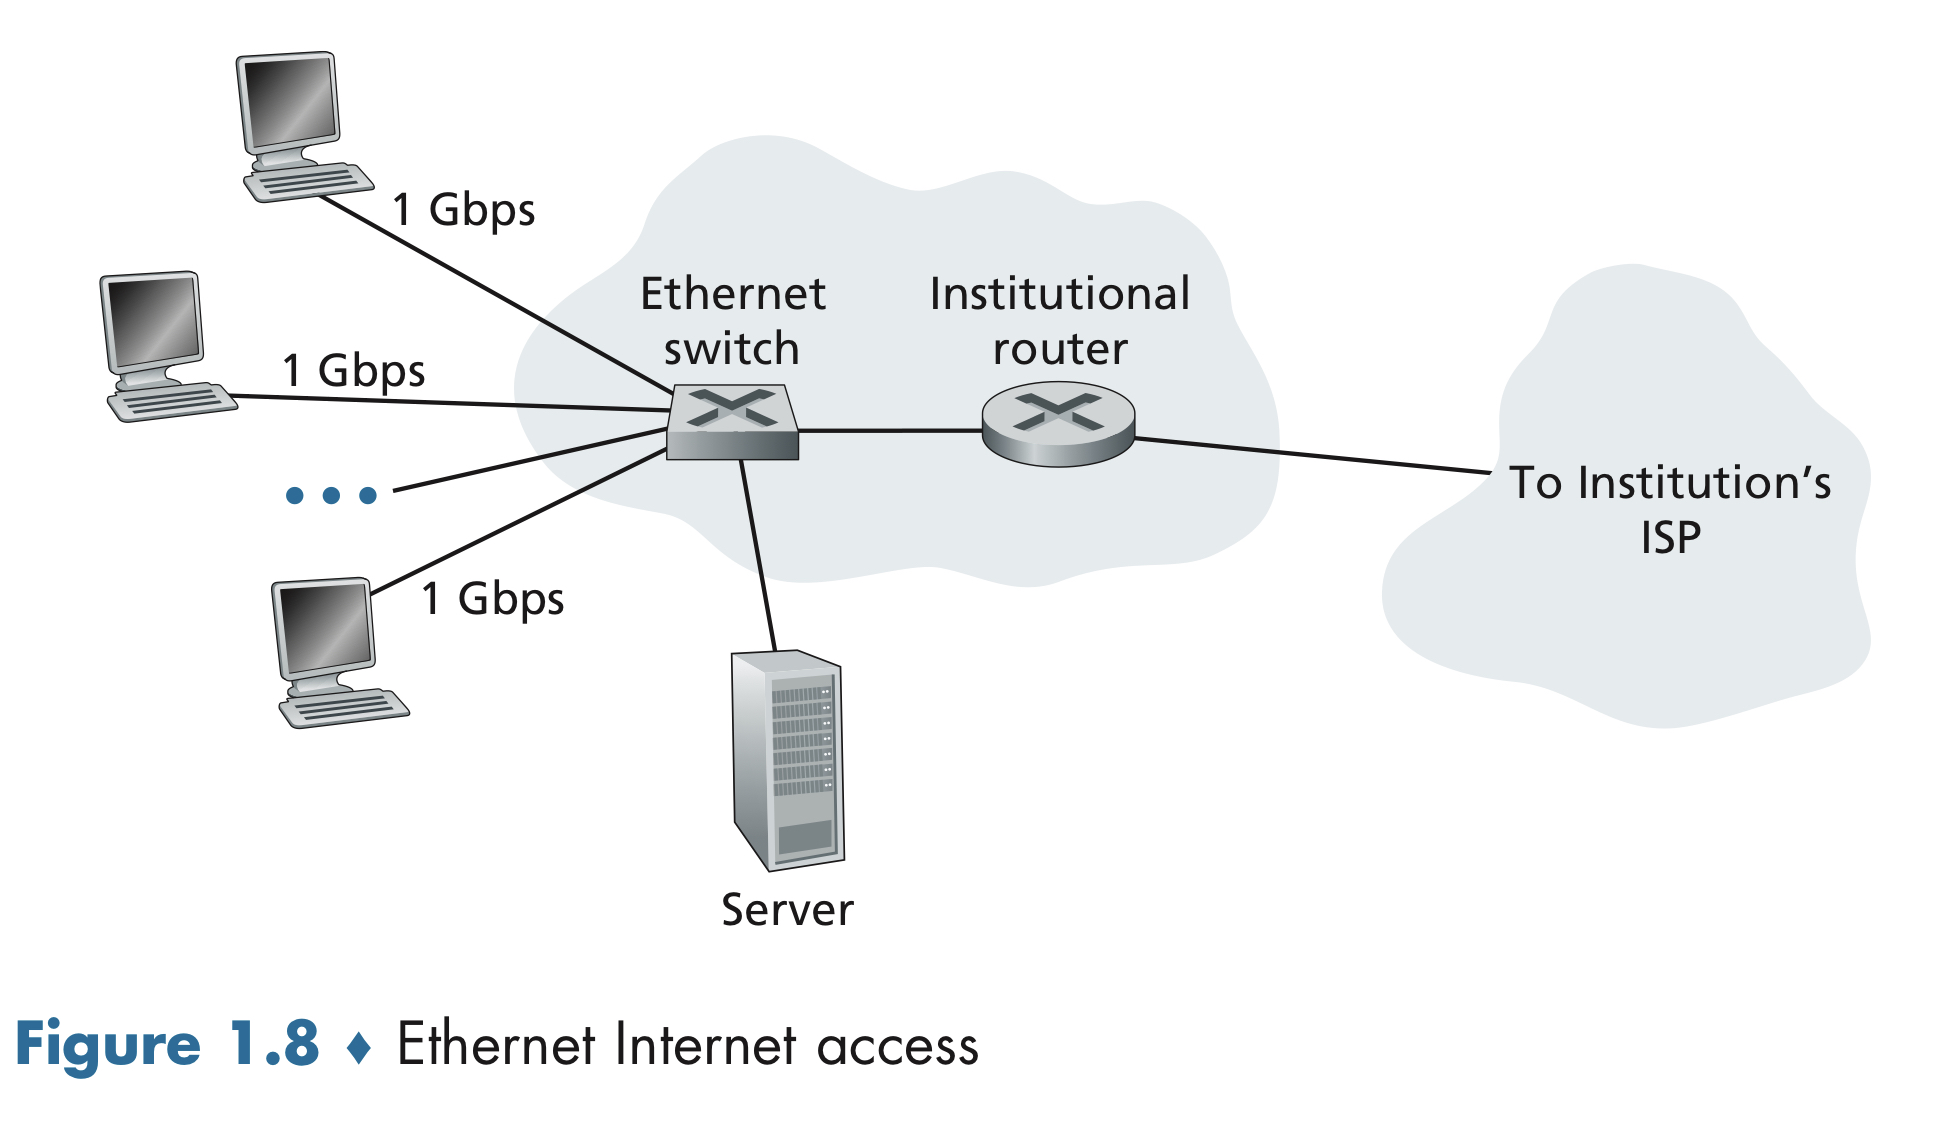 1 Gbps
1 Gbps
1 Gbps
Ethernet
switch
Institutional
router
To Institution’s
ISP
Server
Figure 1.8 ♦ Ethernet Internet access